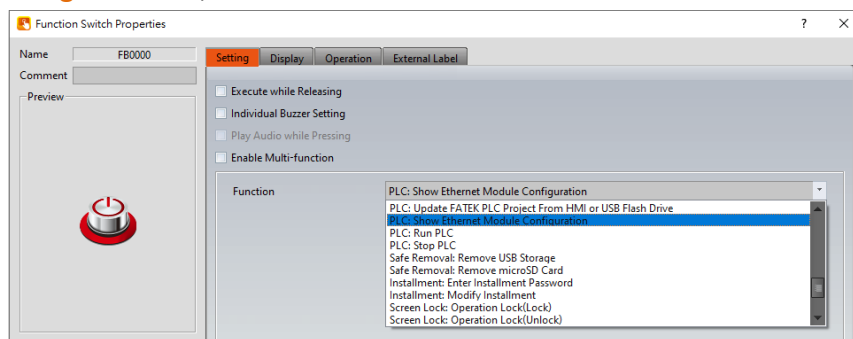 Function Switch Properties ? ×
Name FB0000
Comment
Preview
Setting Display Operation External Label
Execute while Releasing
Individual Buzzer Setting
Play Audio while Pressing
Enable Multi-function
Function PLC: Show Ethernet Module Configuration
PLC: Update FATEK PLC Project From HMI or USB Flash Drive
PLC: Show Ethernet Module Configuration
PLC: Run PLC
PLC: Stop PLC
Safe Removal: Remove USB Storage
Safe Removal: Remove microSD Card
Installment: Enter Installment Password
Installment: Modify Installment
Screen Lock: Operation Lock(Lock)
Screen Lock: Operation Lock(Unlock)